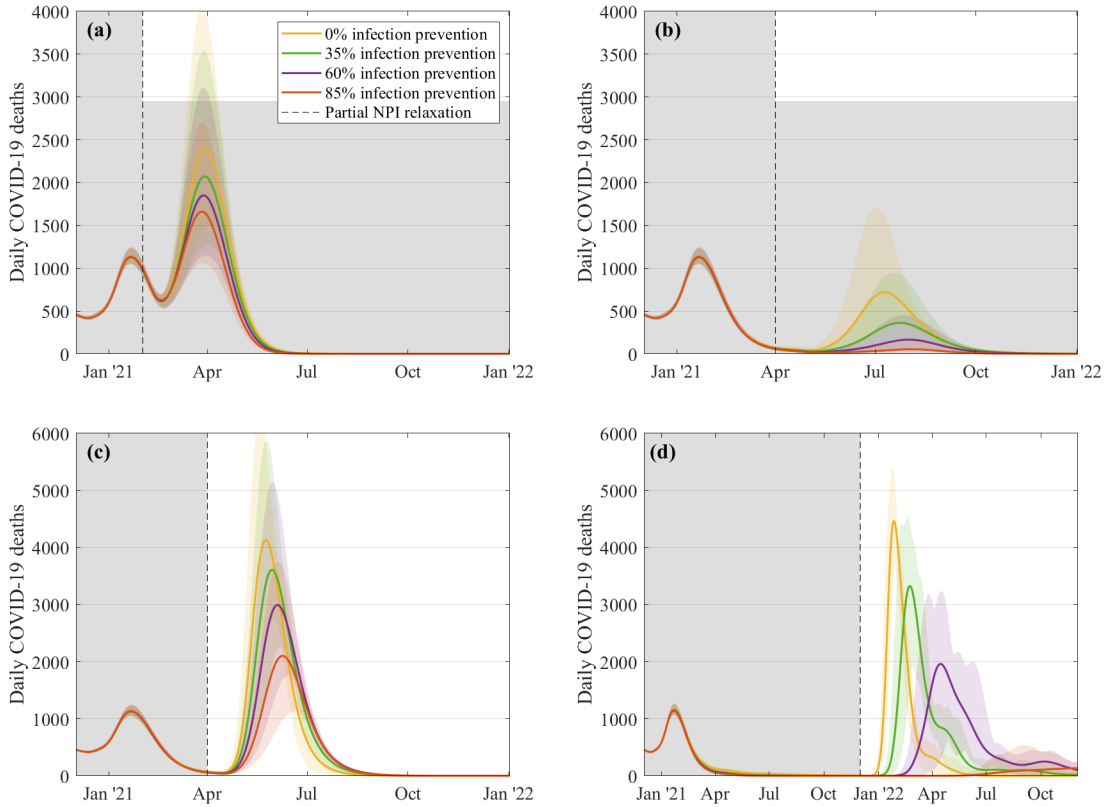 (a)
0% infection prevention
35% infection prevention
60% infection prevention
85% infection prevention
Partial NPI relaxation
Daily COVID-19 deaths
4000
3500
3000
2500
2000
1500
1000
500
0
Jan '21
Apr
Jul
Oct
Jan '22
(b)
Daily COVID-19 deaths
4000
3500
3000
2500
2000
1500
1000
500
0
Jan '21
Apr
Jul
Oct
Jan '22
(c)
Daily COVID-19 deaths
6000
5000
4000
3000
2000
1000
0
Jan '21
Apr
Jul
Oct
Jan '22
(d)
Daily COVID-19 deaths
6000
5000
4000
3000
2000
1000
0
Jan '21
Apr
Jul
Oct
Jan '22
Apr
Jul
Oct